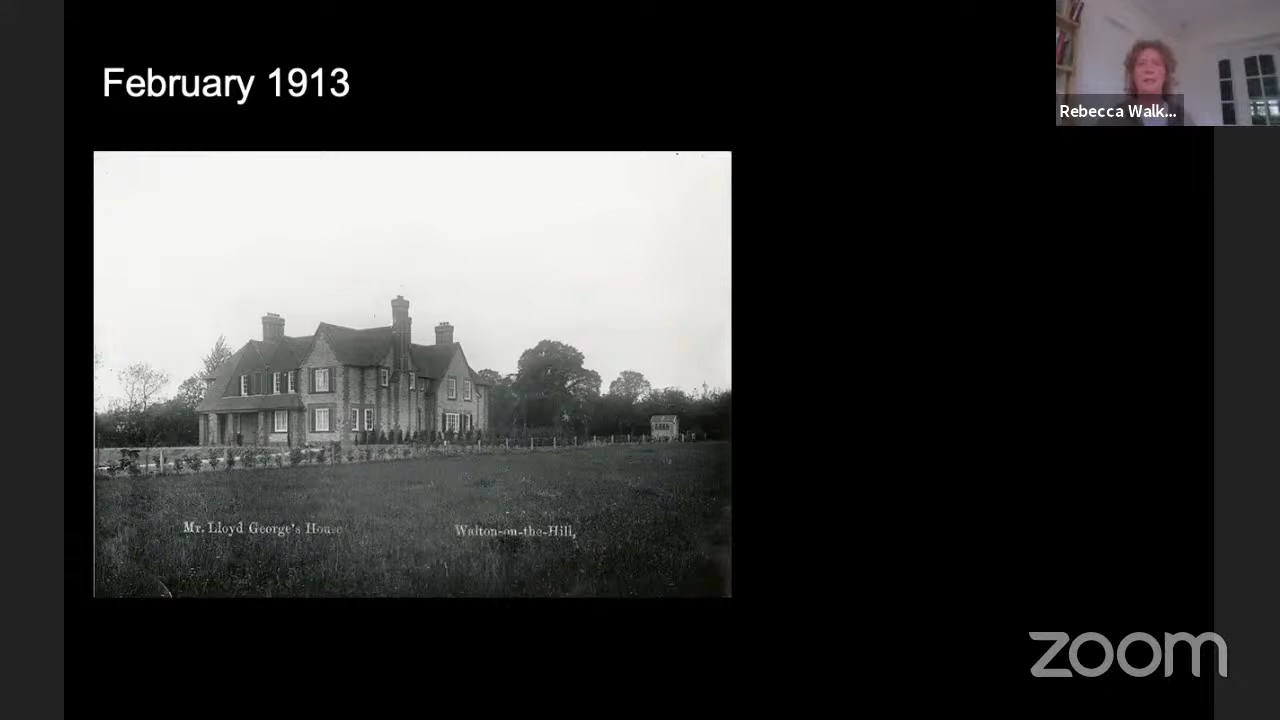 February 1913
Rebecca Walk...
Mr. Lloyd George's House
Walton-on-the-Hill,
zoom